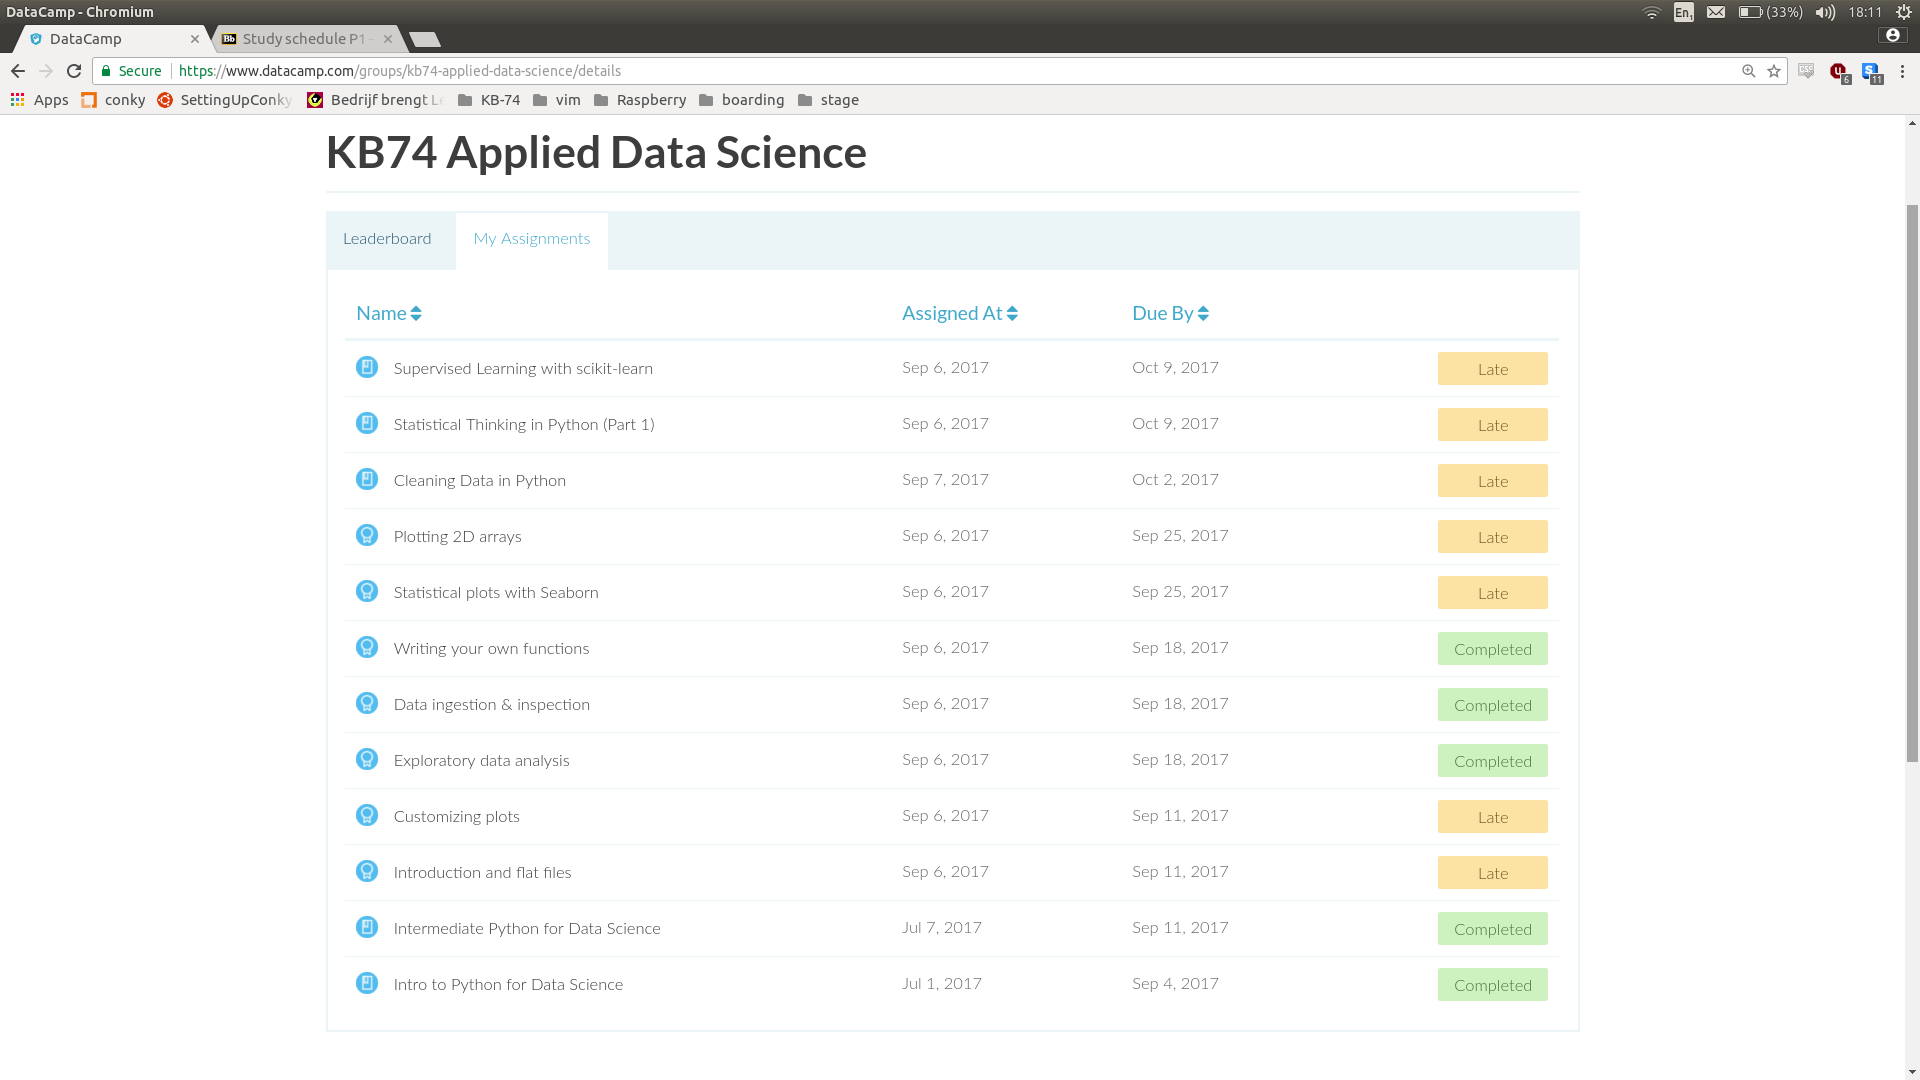 DataCamp - Chromium
En1
(33%)
18:11
DataCamp
Bb Study schedule P1 -
Secure https://www.datacamp.com/groups/kb74-applied-data-science/details
6
11
Apps conky SettingUpConky Bedrijf brengt Le KB-74 vim Raspberry boarding stage
KB74 Applied Data Science
Leaderboard My Assignments
Name Assigned At Due By
Supervised Learning with scikit-learn Sep 6, 2017 Oct 9, 2017 Late
Statistical Thinking in Python (Part 1) Sep 6, 2017 Oct 9, 2017 Late
Cleaning Data in Python Sep 7, 2017 Oct 2, 2017 Late
Plotting 2D arrays Sep 6, 2017 Sep 25, 2017 Late
Statistical plots with Seaborn Sep 6, 2017 Sep 25, 2017 Late
Writing your own functions Sep 6, 2017 Sep 18, 2017 Completed
Data ingestion & inspection Sep 6, 2017 Sep 18, 2017 Completed
Exploratory data analysis Sep 6, 2017 Sep 18, 2017 Completed
Customizing plots Sep 6, 2017 Sep 11, 2017 Late
Introduction and flat files Sep 6, 2017 Sep 11, 2017 Late
Intermediate Python for Data Science Jul 7, 2017 Sep 11, 2017 Completed
Intro to Python for Data Science Jul 1, 2017 Sep 4, 2017 Completed